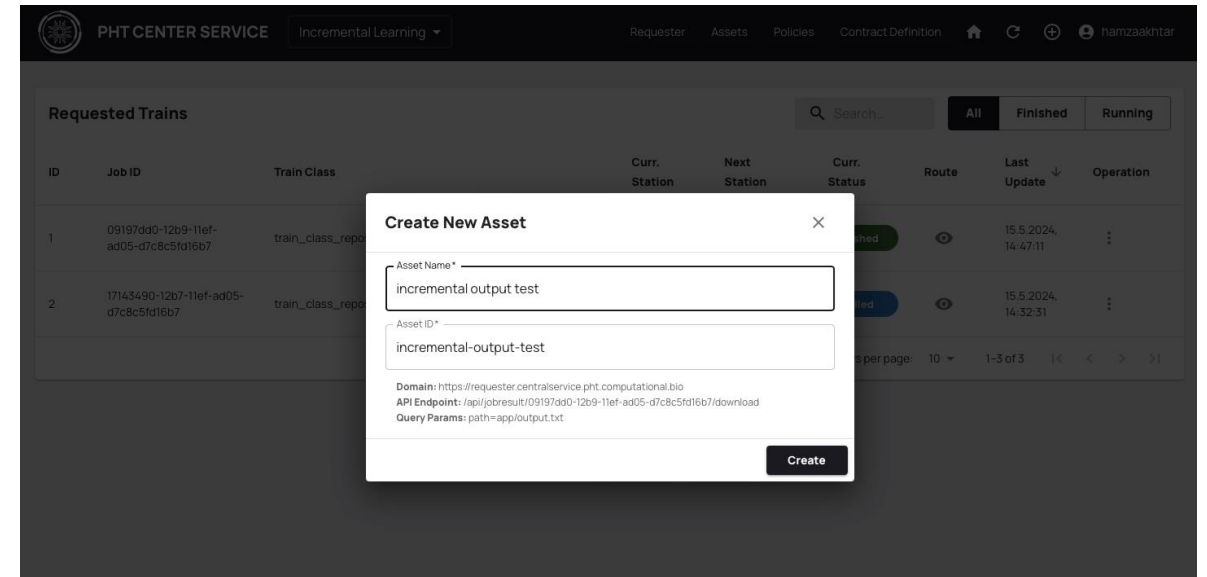 PHT CENTER SERVICE Incremental Learning Requester Assets Policies Contract Definition hamzaakhtar
Requested Trains Search... All Finished Running
ID Job ID Train Class Curr. Station Next Station Curr. Status Route Last Update Operation
Create New Asset
1 09197dd0-12b9-11ef-ad05-d7c8c5fd16b7 train_class_repo shed 15.5.2024, 14:47:11
Asset Name *
incremental output test
2 17143490-12b7-11ef-ad05-d7c8c5fd16b7 train_class_repo 15.5.2024, 14:32:31
Asset ID *
incremental-output-test
s per page: 10 1-3 of 3
Domain: https://requester.centralservice.pht.computational.bio
API Endpoint: /api/jobresult/09197dd0-12b9-11ef-ad05-d7c8c5fd16b7/download
Query Params: path=app/output.txt
Create